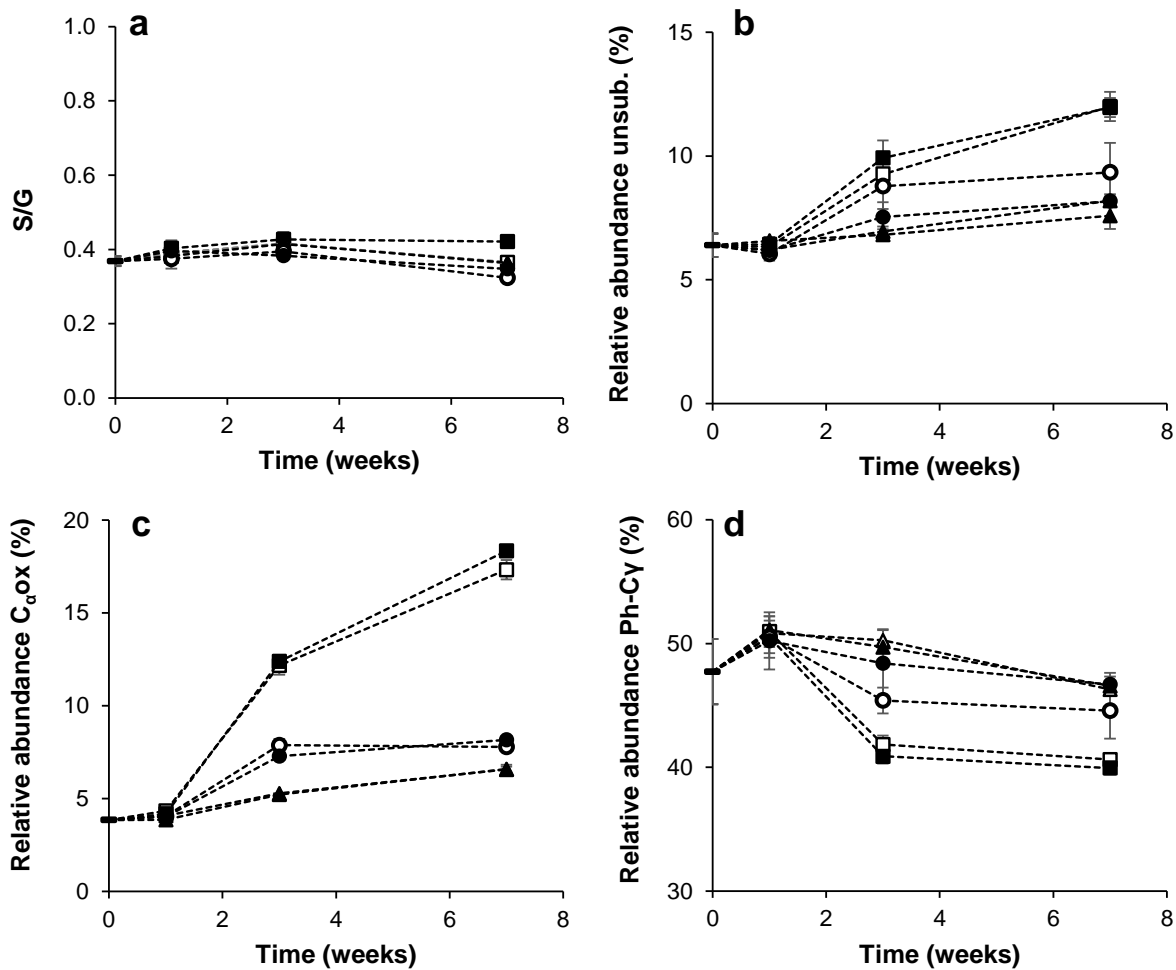 a
1.0
0.8
0.6
0.4
0.2
0.0
S/G
0 2 4 6 8
Time (weeks)
b
15
10
5
0
Relative abundance unsub. (%)
0 2 4 6 8
Time (weeks)
c
20
15
10
5
0
Relative abundance Cαox (%)
0 2 4 6 8
Time (weeks)
d
60
50
40
30
Relative abundance Ph-Cγ (%)
0 2 4 6 8
Time (weeks)